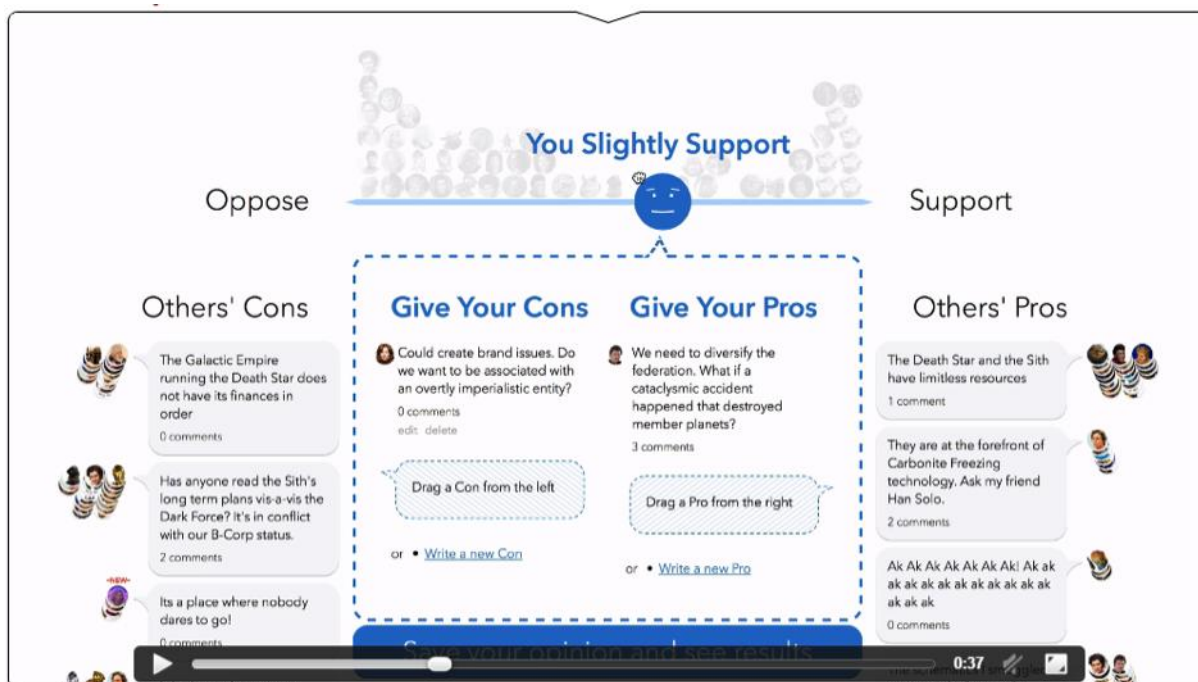 You Slightly Support
Oppose
Support
Others' Cons
The Galactic Empire
running the Death Star does
not have its finances in
order
0 comments
Has anyone read the Sith's
long term plans vis-a-vis the
Dark Force? It's in conflict
with our B-Corp status.
2 comments
-NEW-
Its a place where nobody
dares to go!
0 comments
Give Your Cons
Could create brand issues. Do
we want to be associated with
an overtly imperialistic entity?
0 comments
edit delete
Drag a Con from the left
or • Write a new Con
Give Your Pros
We need to diversify the
federation. What if a
cataclysmic accident
happened that destroyed
member planets?
3 comments
Drag a Pro from the right
or • Write a new Pro
Others' Pros
The Death Star and the Sith
have limitless resources
1 comment
They are at the forefront of
Carbonite Freezing
technology. Ask my friend
Han Solo.
2 comments
Ak Ak Ak Ak Ak Ak Ak! Ak ak
ak ak ak ak ak ak ak ak ak ak
ak ak ak
0 comments
Save your opinion and see results
0:37